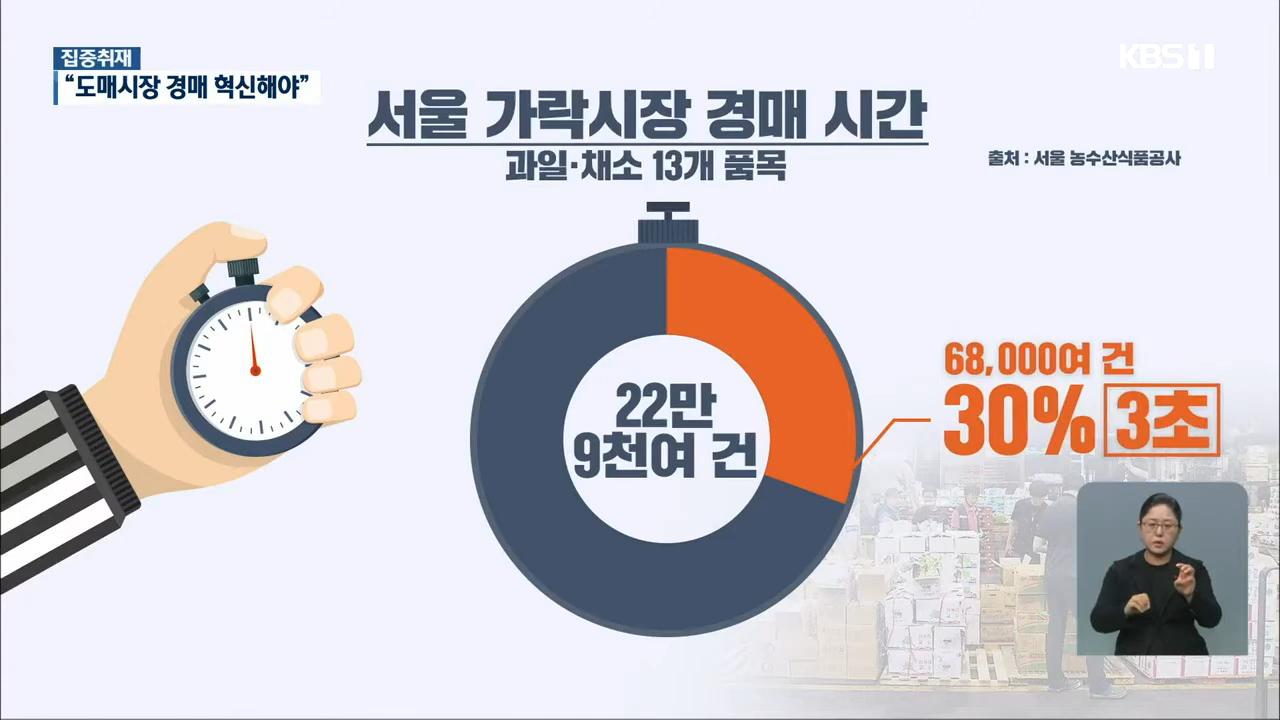 집중취재
“도매시장 경매 혁신해야”
KBS 1
서울 가락시장 경매 시간
과일·채소 13개 품목
출처 : 서울 농수산식품공사
22만
9천여 건
68,000여 건
30% 3초